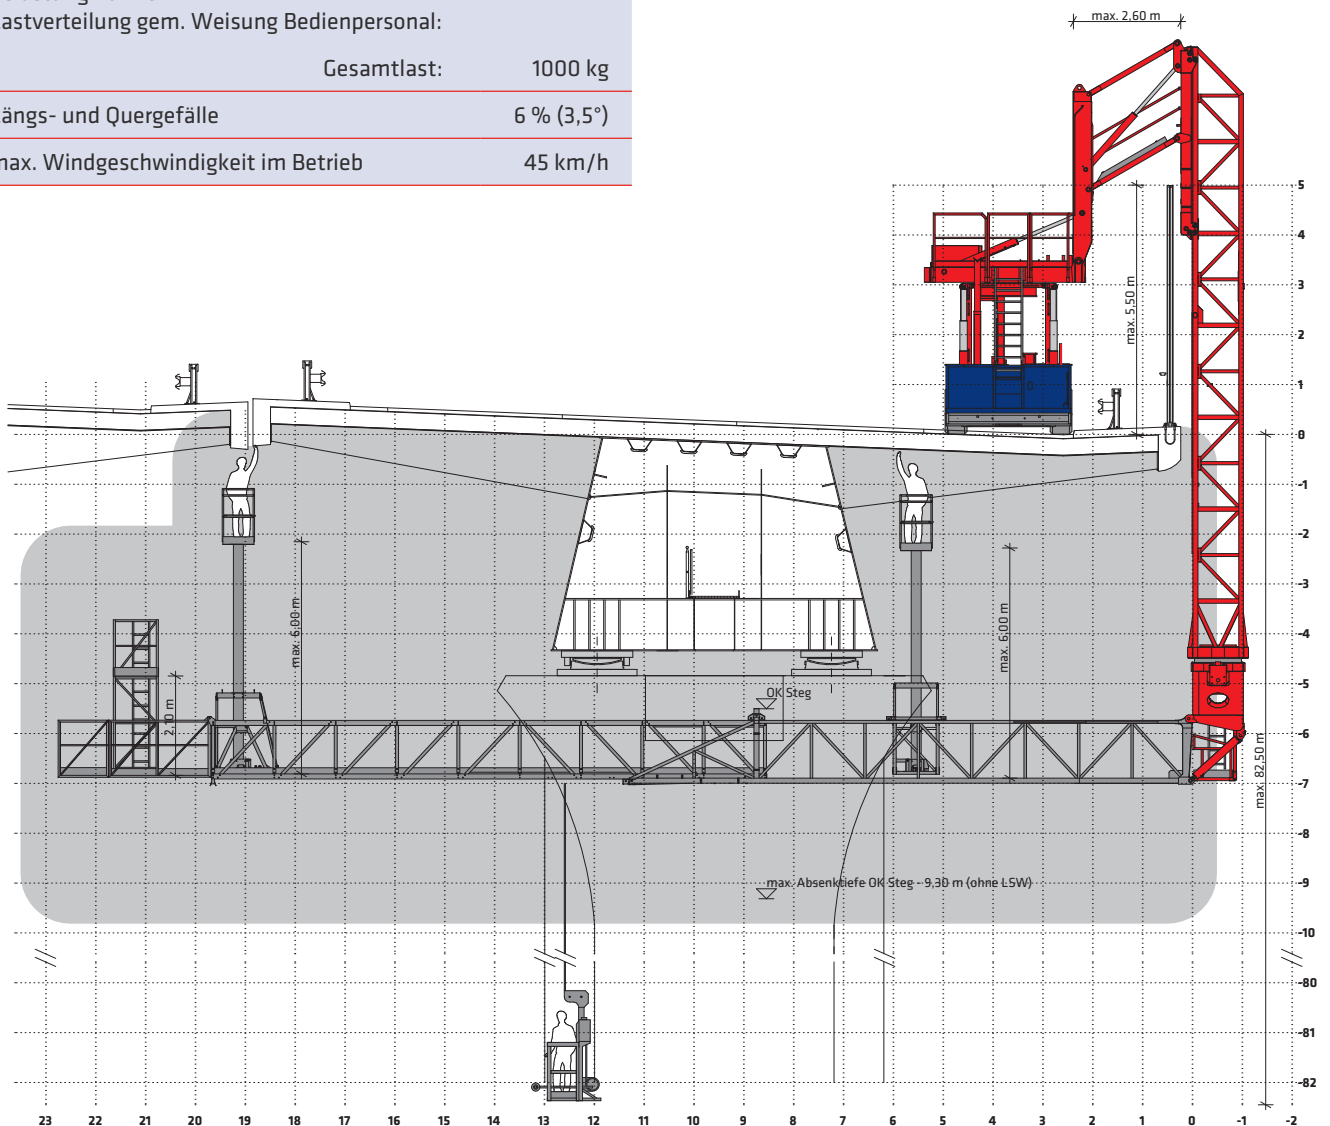 astverteilung gem. Weisung Bedienpersonal:
Gesamtlast: 1000 kg
ängs- und Quergefälle 6 % (3,5°)
max. Windgeschwindigkeit im Betrieb 45 km/h
max. 2,60 m
max. 5,50 m
5
4
3
2
1
0
-1
-2
-3
-4
-5
-6
-7
-8
-9
-10
-80
-81
-82
max. 6,00 m
max. 6,00 m
2,10 m
OK Steg
max. 82,50 m
max. Absenktiefe OK Steg - 9,30 m (ohne LSW)
23 22 21 20 19 18 17 16 15 14 13 12 11 10 9 8 7 6 5 4 3 2 1 0 -1 -2